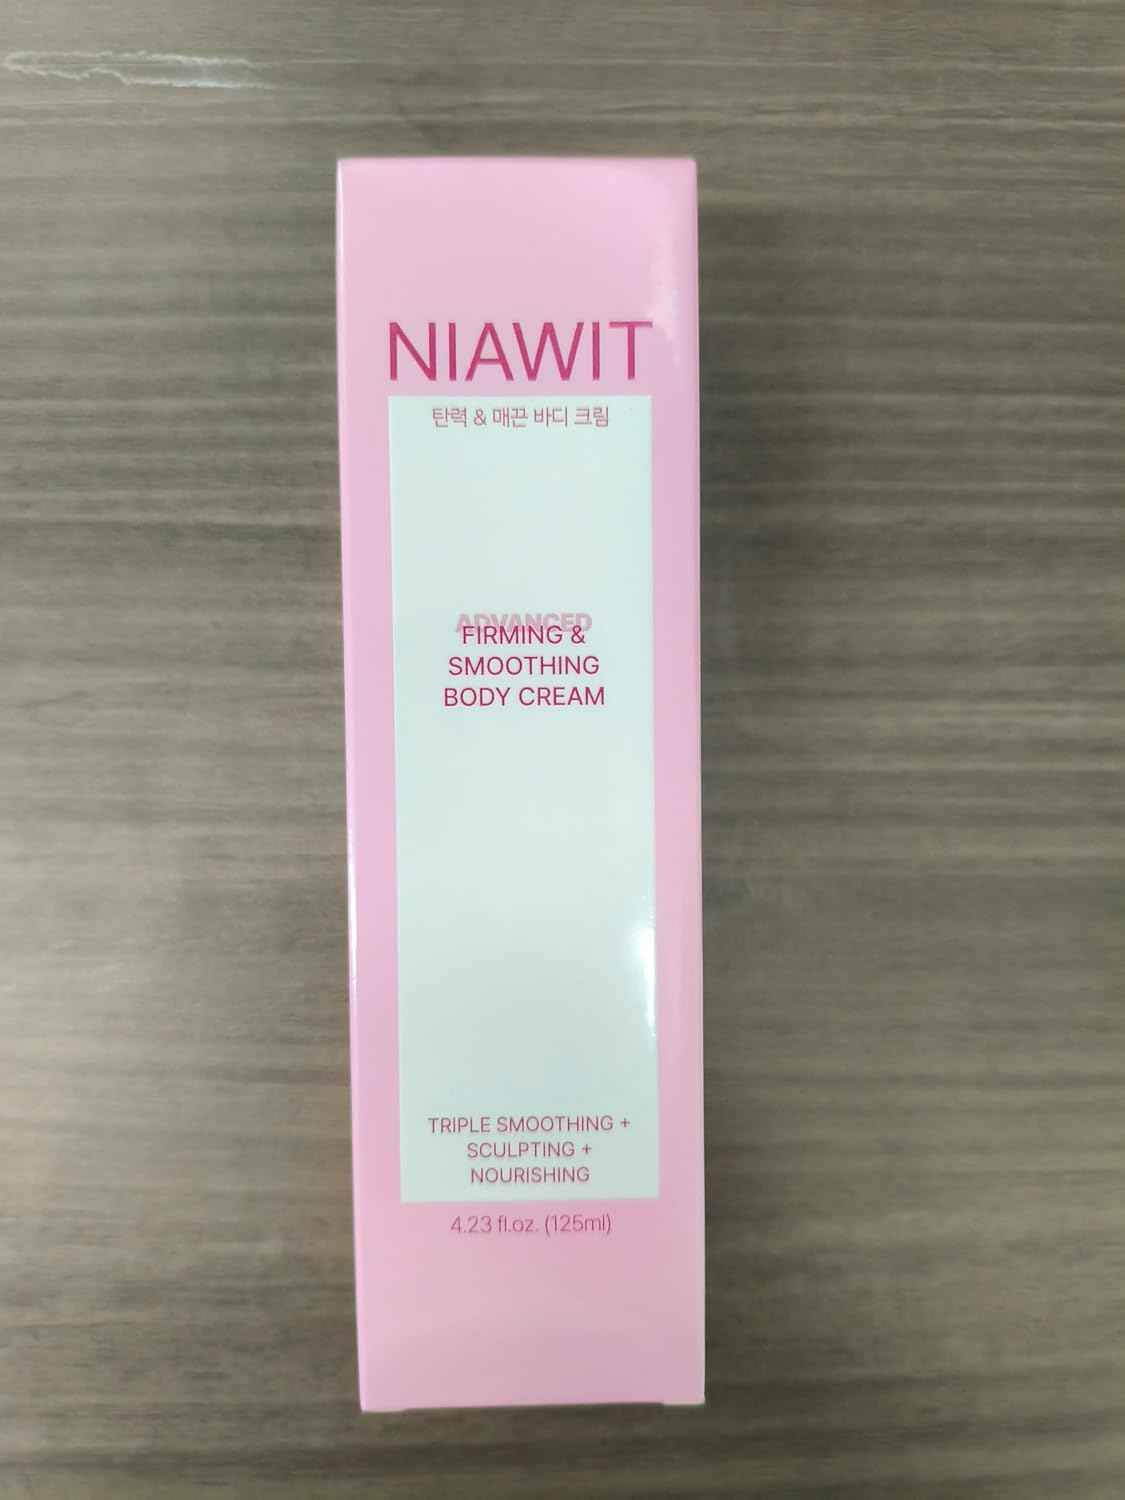 NIAWIT
탄력 & 매끈 바디 크림
ADVANCED
FIRMING &
SMOOTHING
BODY CREAM
TRIPLE SMOOTHING +
SCULPTING +
NOURISHING
4.23 fl.oz. (125ml)